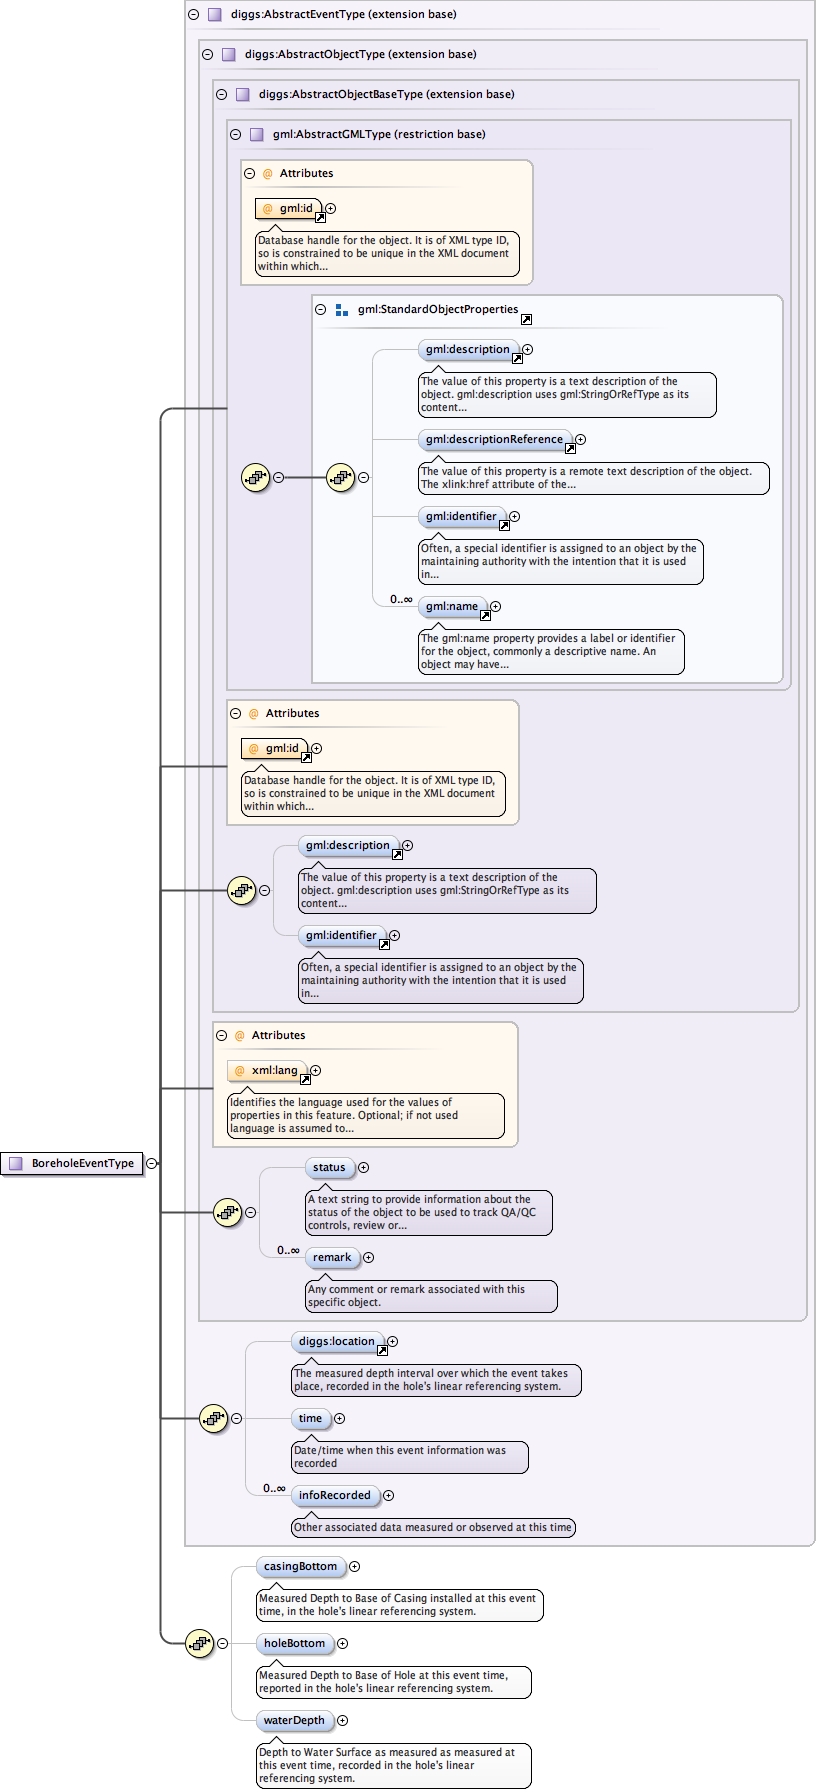 diggs:AbstractEventType (extension base)
diggs:AbstractObjectType (extension base)
diggs:AbstractObjectBaseType (extension base)
gml:AbstractGMLType (restriction base)
@ Attributes
@ gml:id
Database handle for the object. It is of XML type ID,
so is constrained to be unique in the XML document
within which...
gml:StandardObjectProperties
gml:description
The value of this property is a text description of the
object. gml:description uses gml:StringOrRefType as its
content...
gml:descriptionReference
The value of this property is a remote text description of the object.
The xlink:href attribute of the...
gml:identifier
Often, a special identifier is assigned to an object by the
maintaining authority with the intention that it is used
in...
0..∞
gml:name
The gml:name property provides a label or identifier
for the object, commonly a descriptive name. An
object may have...
@ Attributes
@ gml:id
Database handle for the object. It is of XML type ID,
so is constrained to be unique in the XML document
within which...
gml:description
The value of this property is a text description of the
object. gml:description uses gml:StringOrRefType as its
content...
gml:identifier
Often, a special identifier is assigned to an object by the
maintaining authority with the intention that it is used
in...
@ Attributes
@ xml:lang
Identifies the language used for the values of
properties in this feature. Optional; if not used
language is assumed to...
BoreholeEventType
status
A text string to provide information about the
status of the object to be used to track QA/QC
controls, review or...
0..∞
remark
Any comment or remark associated with this
specific object.
diggs:location
The measured depth interval over which the event takes
place, recorded in the hole's linear referencing system.
time
Date/time when this event information was
recorded
0..∞
infoRecorded
Other associated data measured or observed at this time
casingBottom
Measured Depth to Base of Casing installed at this event
time, in the hole's linear referencing system.
holeBottom
Measured Depth to Base of Hole at this event time,
reported in the hole's linear referencing system.
waterDepth
Depth to Water Surface as measured as measured at
this event time, recorded in the hole's linear
referencing system.